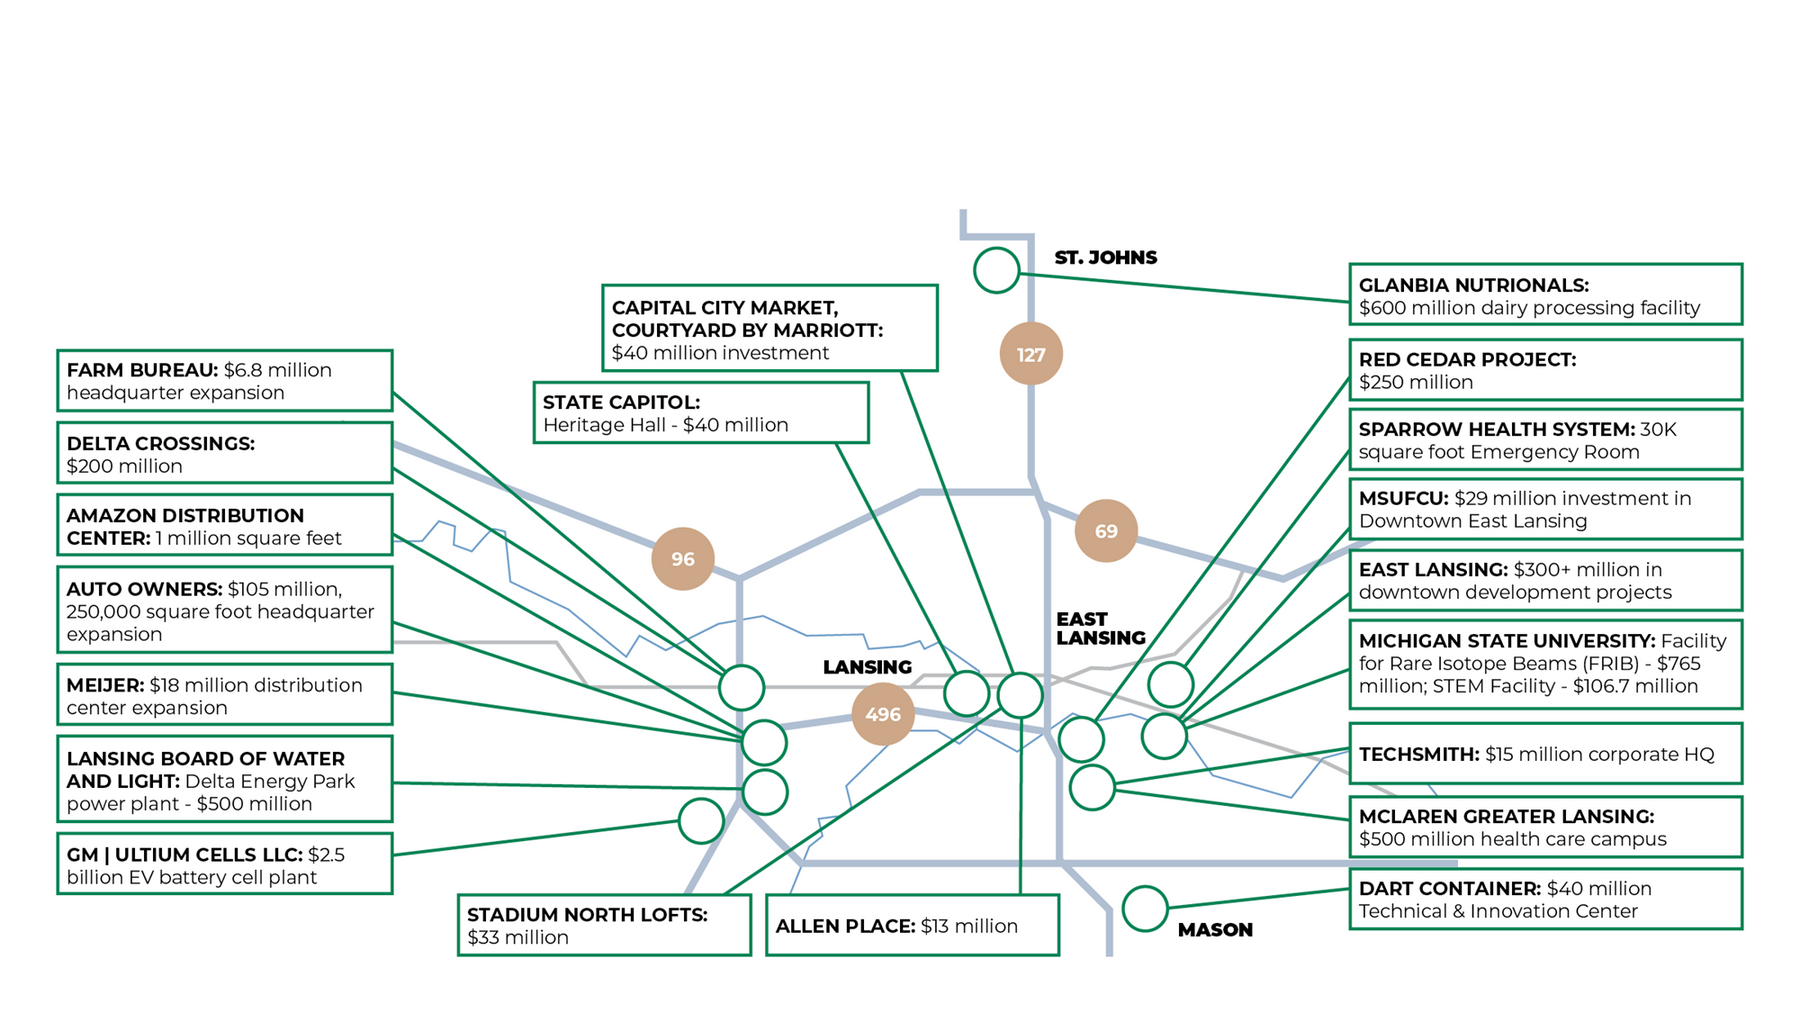 ST. JOHNS
CAPITAL CITY MARKET,
COURTYARD BY MARRIOTT:
$40 million investment
STATE CAPITOL:
Heritage Hall - $40 million
127
96
69
496
LANSING
EAST
LANSING
MASON
FARM BUREAU: $6.8 million
headquarter expansion
DELTA CROSSINGS:
$200 million
AMAZON DISTRIBUTION
CENTER: 1 million square feet
AUTO OWNERS: $105 million,
250,000 square foot headquarter
expansion
MEIJER: $18 million distribution
center expansion
LANSING BOARD OF WATER
AND LIGHT: Delta Energy Park
power plant - $500 million
GM | ULTIUM CELLS LLC: $2.5
billion EV battery cell plant
STADIUM NORTH LOFTS:
$33 million
ALLEN PLACE: $13 million
GLANBIA NUTRIONALS:
$600 million dairy processing facility
RED CEDAR PROJECT:
$250 million
SPARROW HEALTH SYSTEM: 30K
square foot Emergency Room
MSUFCU: $29 million investment in
Downtown East Lansing
EAST LANSING: $300+ million in
downtown development projects
MICHIGAN STATE UNIVERSITY: Facility
for Rare Isotope Beams (FRIB) - $765
million; STEM Facility - $106.7 million
TECHSMITH: $15 million corporate HQ
MCLAREN GREATER LANSING:
$500 million health care campus
DART CONTAINER: $40 million
Technical & Innovation Center